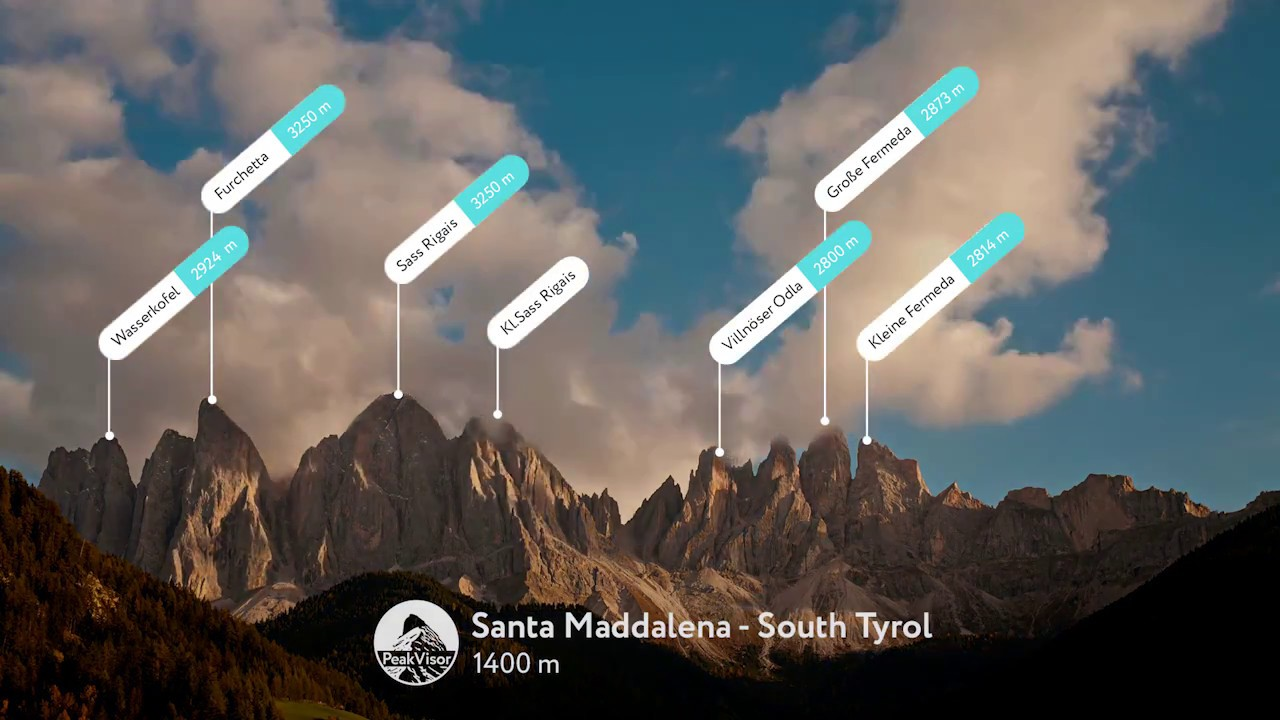 Furchetta 3250 m
Wasserkofel 2924 m
Sass Rigais 3250 m
Kl.Sass Rigais
Große Fermeda 2873 m
Villnöser Odla 2800 m
Kleine Fermeda 2814 m
PeakVisor
Santa Maddalena - South Tyrol
1400 m